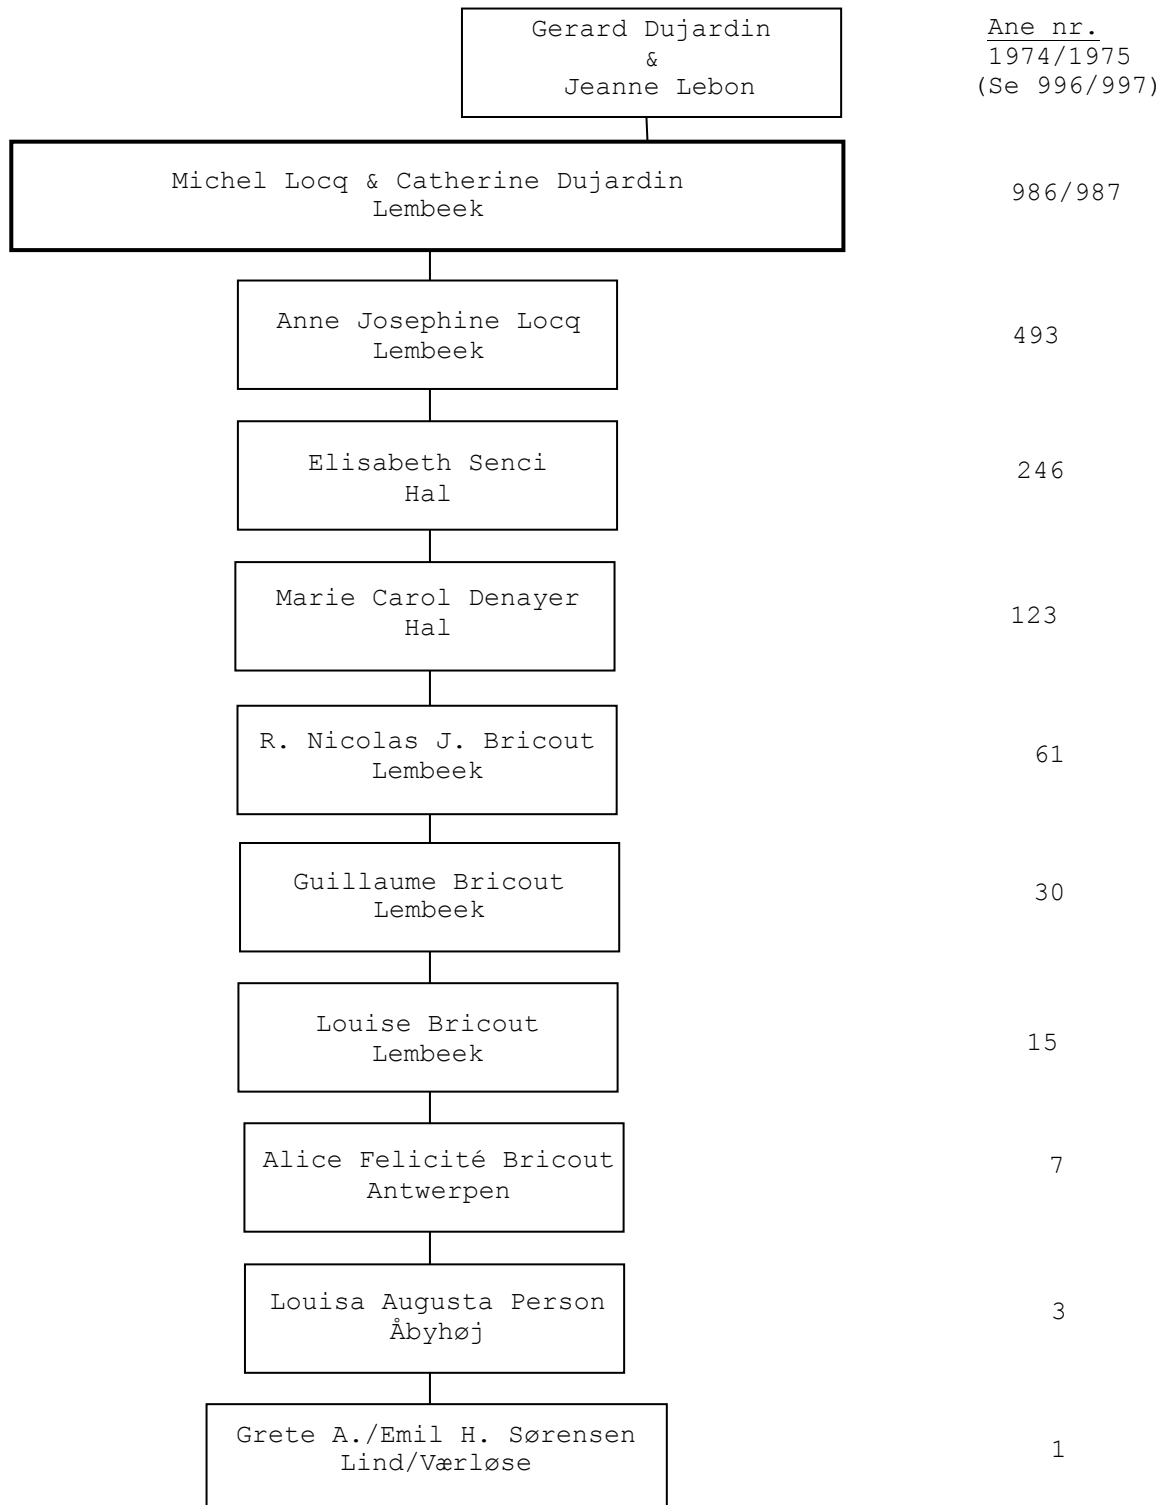 Gerard Dujardin
&
Jeanne Lebon
Ane nr.
1974/1975
(Se 996/997)
Michel Locq & Catherine Dujardin
Lembeek
986/987
Anne Josephine Locq
Lembeek
493
Elisabeth Senci
Hal
246
Marie Carol Denayer
Hal
123
R. Nicolas J. Bricout
Lembeek
61
Guillaume Bricout
Lembeek
30
Louise Bricout
Lembeek
15
Alice Felicité Bricout
Antwerpen
7
Louisa Augusta Person
Åbyhøj
3
Grete A./Emil H. Sørensen
Lind/Værløse
1